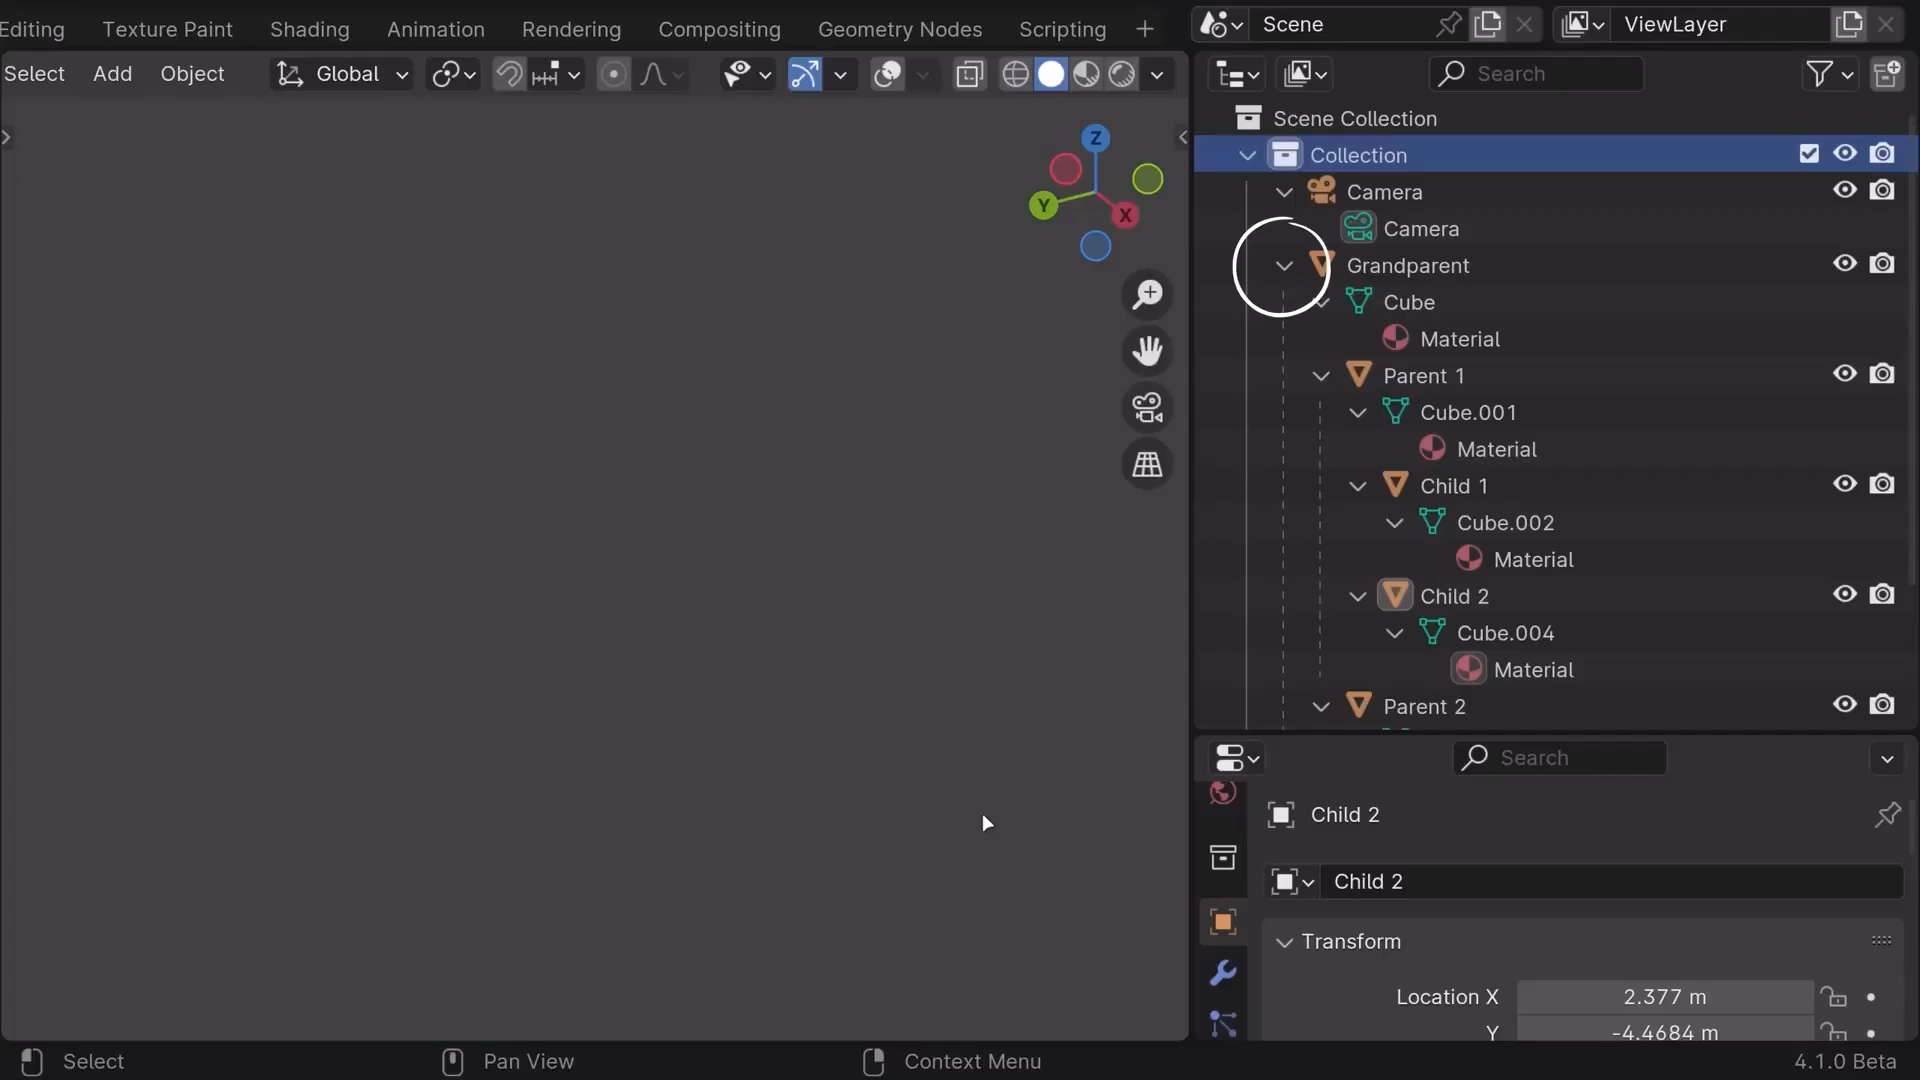 Editing Texture Paint Shading Animation Rendering Compositing Geometry Nodes Scripting + Scene ViewLayer
Select Add Object Global Search
Scene Collection
Z
Collection
Camera
Y X
Camera
Grandparent
Cube
Material
Parent 1
Cube.001
Material
Child 1
Cube.002
Material
Child 2
Cube.004
Material
Parent 2
Search
Child 2
Child 2
Transform
Location X 2.377 m
Y -4.4684 m
Select Pan View Context Menu 4.1.0 Beta